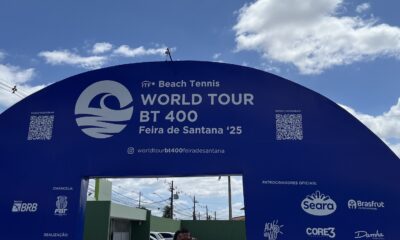 ITF Beach Tennis
WORLD TOUR
BT 400
Feira de Santana '25
worldtourbt400feiradesantana
CHANCELA
PATROCINADORES OFICIAIS
BRB
Seara
Brasfrut
REALIZAÇÃO
CORE3